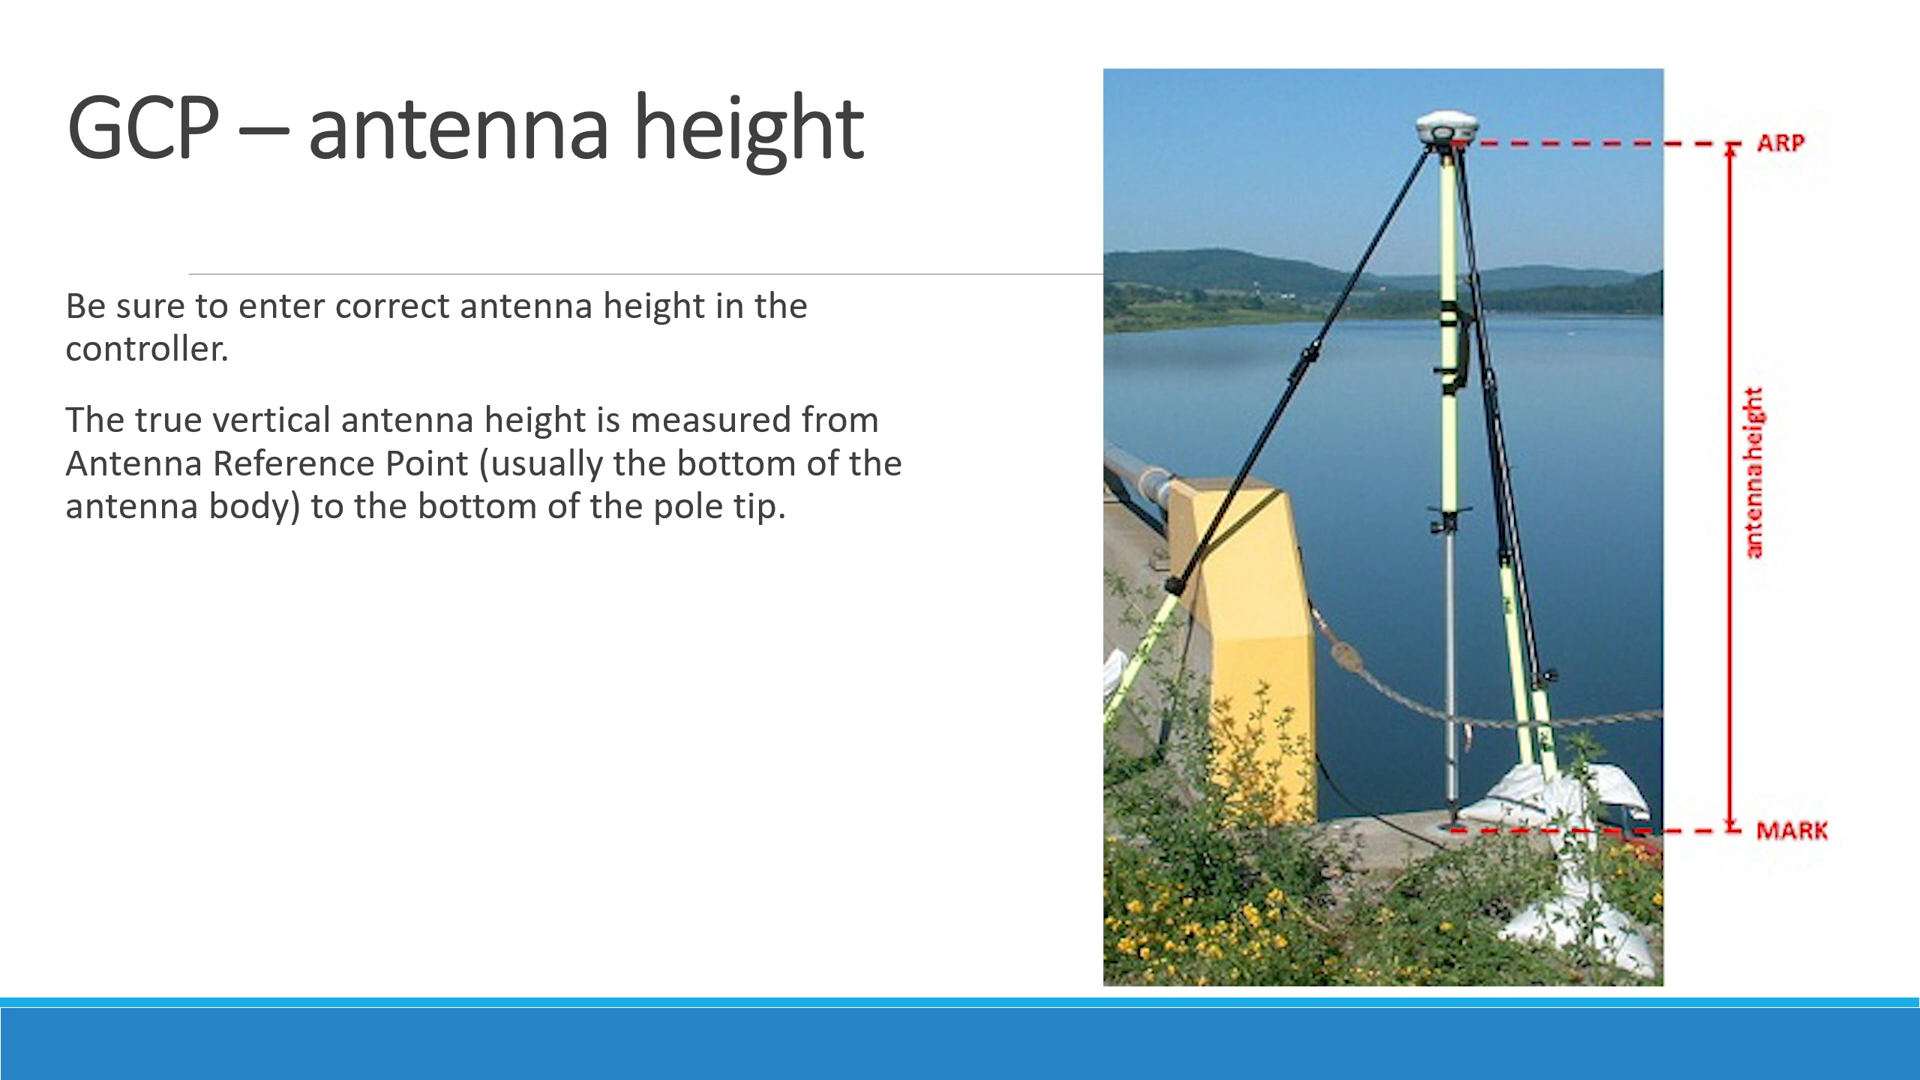 GCP – antenna height
Be sure to enter correct antenna height in the
controller.
The true vertical antenna height is measured from
Antenna Reference Point (usually the bottom of the
antenna body) to the bottom of the pole tip.
ARP
antennaheight
MARK